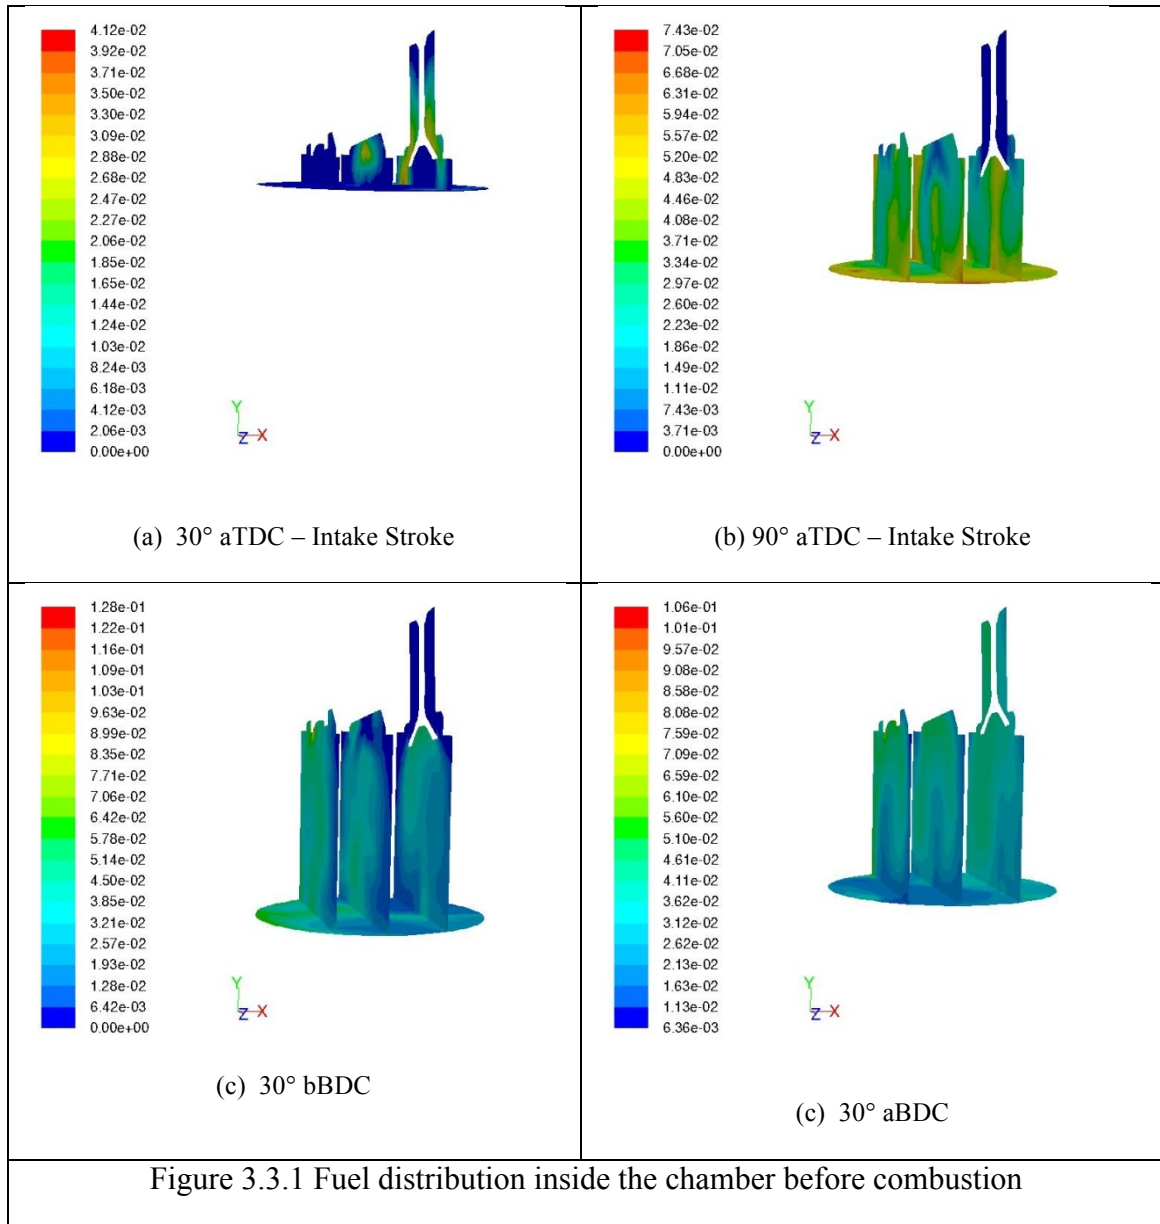 4.12e-02
3.92e-02
3.71e-02
3.50e-02
3.30e-02
3.09e-02
2.88e-02
2.68e-02
2.47e-02
2.27e-02
2.06e-02
1.85e-02
1.65e-02
1.44e-02
1.24e-02
1.03e-02
8.24e-03
6.18e-03
4.12e-03
2.06e-03
0.00e+00
Y
Z X
(a) 30° aTDC – Intake Stroke
7.43e-02
7.05e-02
6.68e-02
6.31e-02
5.94e-02
5.57e-02
5.20e-02
4.83e-02
4.46e-02
4.08e-02
3.71e-02
3.34e-02
2.97e-02
2.60e-02
2.23e-02
1.86e-02
1.49e-02
1.11e-02
7.43e-03
3.71e-03
0.00e+00
Y
Z X
(b) 90° aTDC – Intake Stroke
1.28e-01
1.22e-01
1.16e-01
1.09e-01
1.03e-01
9.63e-02
8.99e-02
8.35e-02
7.71e-02
7.06e-02
6.42e-02
5.78e-02
5.14e-02
4.50e-02
3.85e-02
3.21e-02
2.57e-02
1.93e-02
1.28e-02
6.42e-03
0.00e+00
Y
Z X
(c) 30° bBDC
1.06e-01
1.01e-01
9.57e-02
9.08e-02
8.58e-02
8.08e-02
7.59e-02
7.09e-02
6.59e-02
6.10e-02
5.60e-02
5.10e-02
4.61e-02
4.11e-02
3.62e-02
3.12e-02
2.62e-02
2.13e-02
1.63e-02
1.13e-02
6.36e-03
Y
Z X
(c) 30° aBDC
Figure 3.3.1 Fuel distribution inside the chamber before combustion